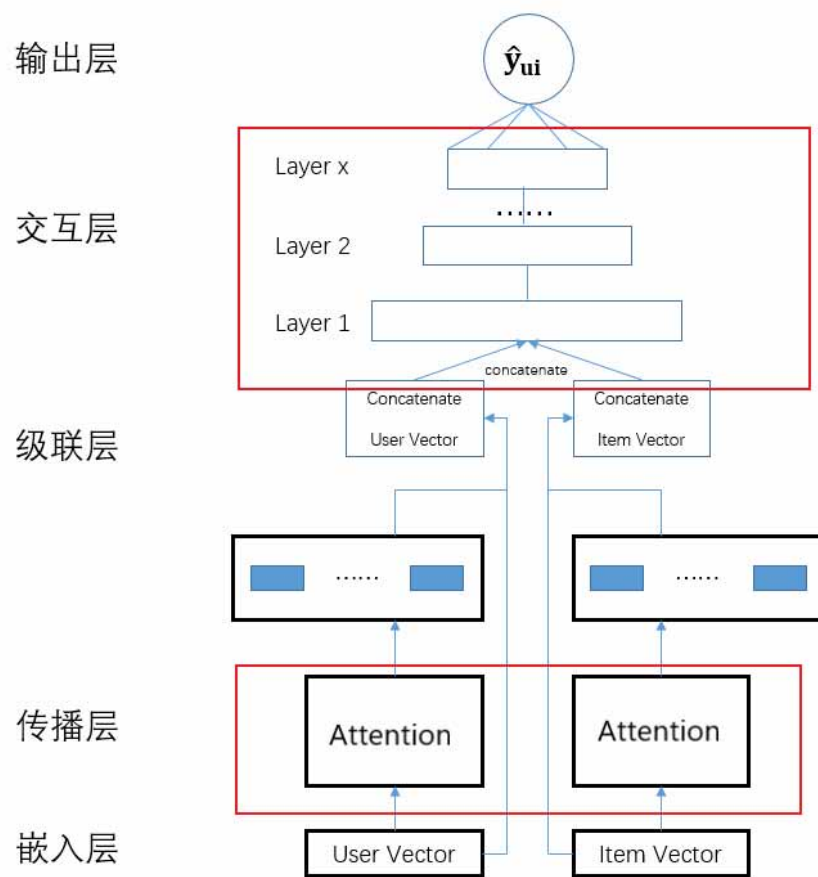 输出层
ŷui
Layer x
……
交互层
Layer 2
Layer 1
concatenate
Concatenate
User Vector
Concatenate
Item Vector
级联层
……
……
传播层
Attention
Attention
嵌入层
User Vector
Item Vector